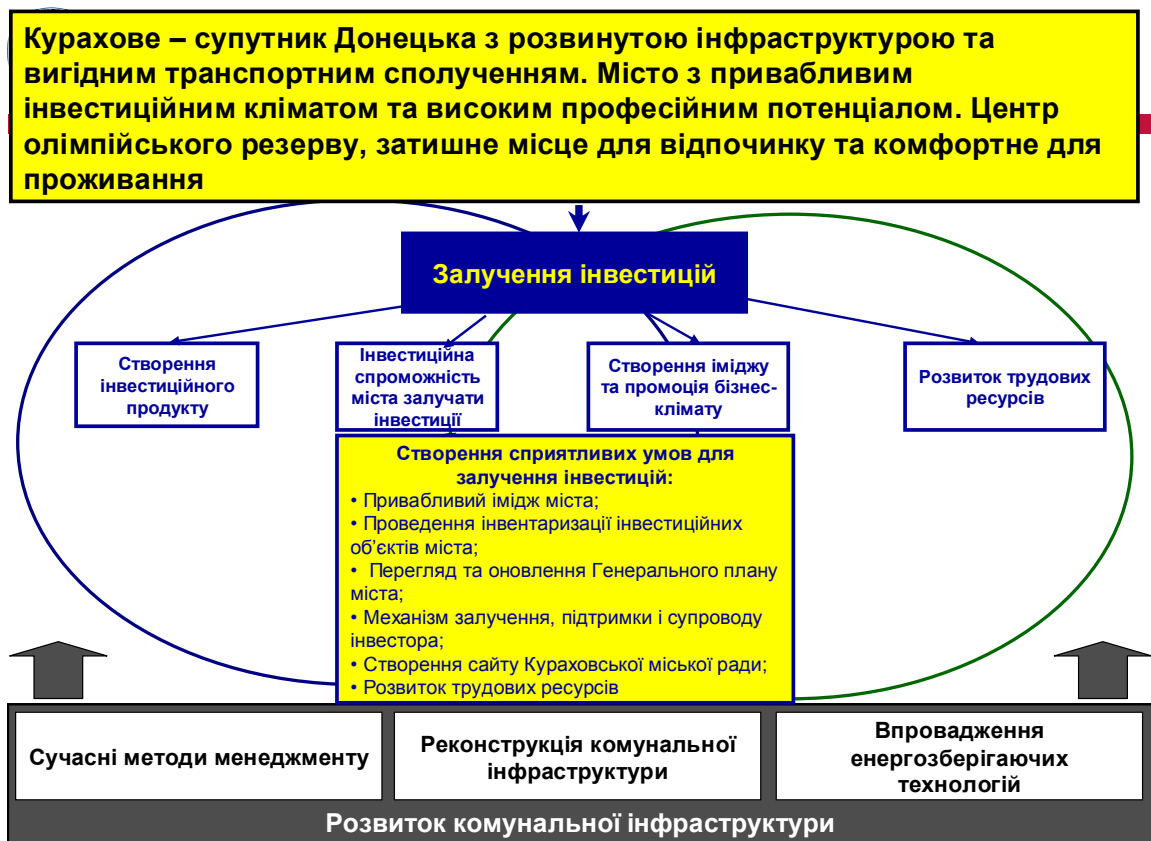 Курахове – супутник Донецька з розвинутою інфраструктурою та
вигідним транспортним сполученням. Місто з привабливим
інвестиційним кліматом та високим професійним потенціалом. Центр
олімпійського резерву, затишне місце для відпочинку та комфортне для
проживання
Залучення інвестицій
Створення
інвестиційного
продукту
Інвестиційна
спроможність
міста залучати
інвестиції
Створення іміджу
та промоція бізнес-
клімату
Розвиток трудових
ресурсів
Створення сприятливих умов для
залучення інвестицій:
• Привабливий імідж міста;
• Проведення інвентаризації інвестиційних
об’єктів міста;
• Перегляд та оновлення Генерального плану
міста;
• Механізм залучення, підтримки і супроводу
інвестора;
• Створення сайту Кураховської міської ради;
• Розвиток трудових ресурсів
Сучасні методи менеджменту
Реконструкція комунальної
інфраструктури
Впровадження
енергозберігаючих
технологій
Розвиток комунальної інфраструктури